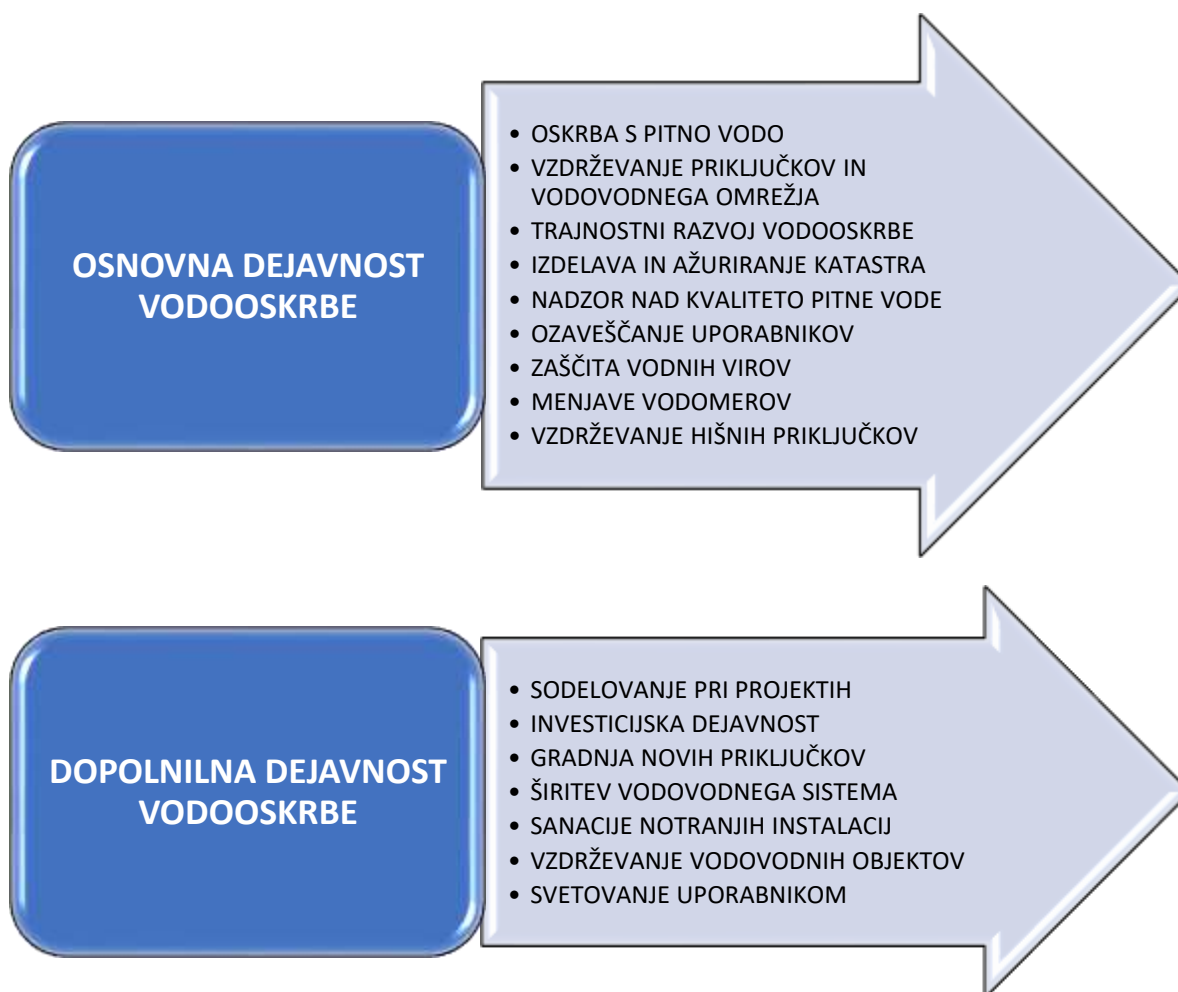 OSNOVNA DEJAVNOST
VODOOSKRBE
• OSKRBA S PITNO VODO
• VZDRŽEVANJE PRIKLJUČKOV IN
VODOVODNEGA OMREŽJA
• TRAJNOSTNI RAZVOJ VODOOSKRBE
• IZDELAVA IN AŽURIRANJE KATASTRA
• NADZOR NAD KVALITETO PITNE VODE
• OZAVEŠČANJE UPORABNIKOV
• ZAŠČITA VODNIH VIROV
• MENJAVE VODOMEROV
• VZDRŽEVANJE HIŠNIH PRIKLJUČKOV
DOPOLNILNA DEJAVNOST
VODOOSKRBE
• SODELOVANJE PRI PROJEKTIH
• INVESTICIJSKA DEJAVNOST
• GRADNJA NOVIH PRIKLJUČKOV
• ŠIRITEV VODOVODNEGA SISTEMA
• SANACIJE NOTRANJIH INSTALACIJ
• VZDRŽEVANJE VODOVODNIH OBJEKTOV
• SVETOVANJE UPORABNIKOM